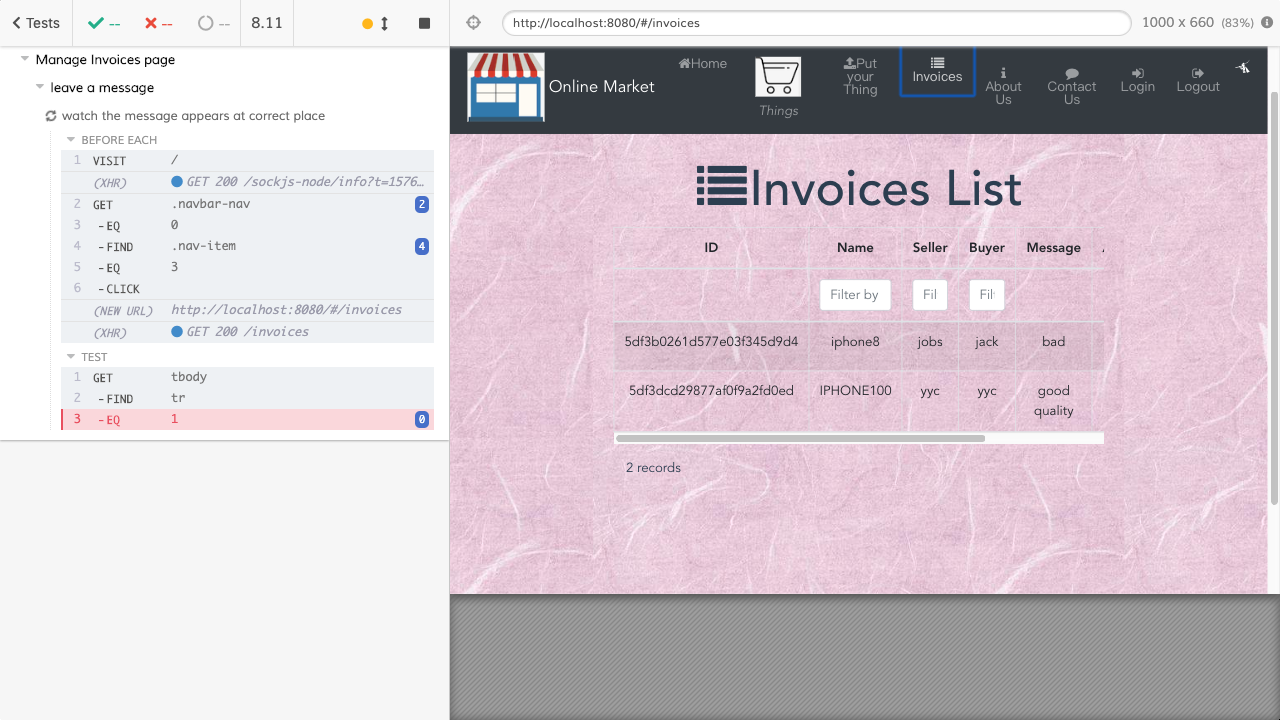 Tests
--
--
--
8.11
http://localhost:8080/#/invoices
1000 x 660 (83%)
Manage Invoices page
leave a message
watch the message appears at correct place
BEFORE EACH
1 VISIT /
(XHR) GET 200 /sockjs-node/info?t=1576…
2 GET .navbar-nav 2
3 - EQ 0
4 - FIND .nav-item 4
5 - EQ 3
6 - CLICK
(NEW URL) http://localhost:8080/#/invoices
(XHR) GET 200 /invoices
TEST
1 GET tbody
2 - FIND tr
3 - EQ 1 0
Online Market
Home
Things
Put your Thing
Invoices
About Us
Contact Us
Login
Logout
Invoices List
ID Name Seller Buyer Message
Filter by Fil Fil
5df3b0261d577e03f345d9d4 iphone8 jobs jack bad
5df3dcd29877af0f9a2fd0ed IPHONE100 yyc yyc good quality
2 records